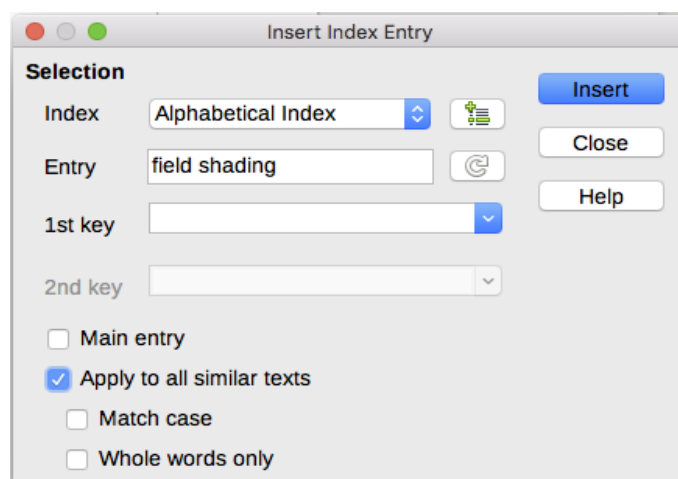 Insert Index Entry
Selection
Insert
Index Alphabetical Index
Close
Entry field shading
Help
1st key
2nd key
Main entry
Apply to all similar texts
Match case
Whole words only